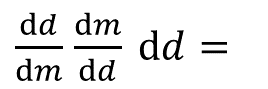 d𝑑/d𝑚 d𝑚/d𝑑 d𝑑 =